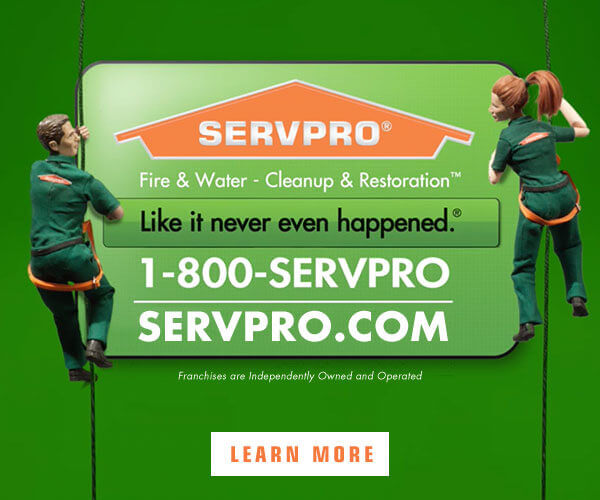 SERVPRO®
Fire & Water - Cleanup & Restoration™
Like it never even happened.®
1-800-SERVPRO
SERVPRO.COM
Franchises are Independently Owned and Operated
LEARN MORE